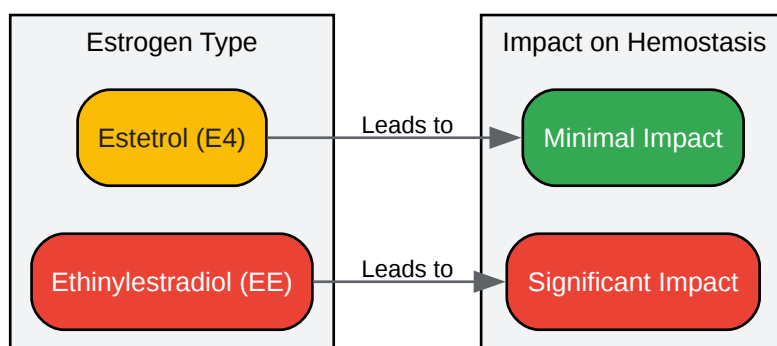 Estrogen Type
Impact on Hemostasis
Estetrol (E4)
Leads to
Minimal Impact
Ethinylestradiol (EE)
Leads to
Significant Impact